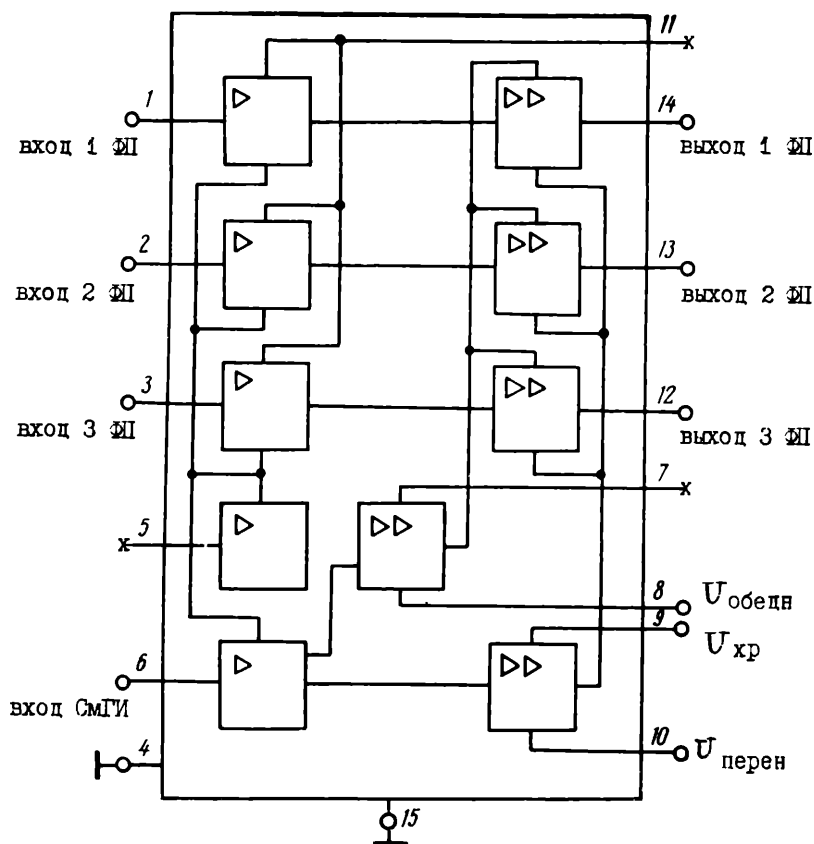 11
x
1
14
вход 1 ФП
выход 1 ФП
2
13
вход 2 ФП
выход 2 ФП
3
12
вход 3 ФП
выход 3 ФП
7
x
5
x
8
U обедн
9
U хр
6
вход СмГИ
4
10
U перен
15